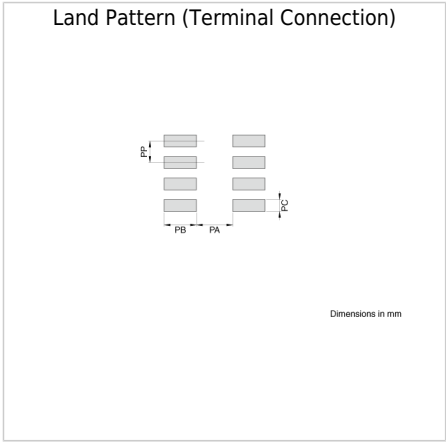 Land Pattern (Terminal Connection)
PP
PC
PB
PA
Dimensions in mm